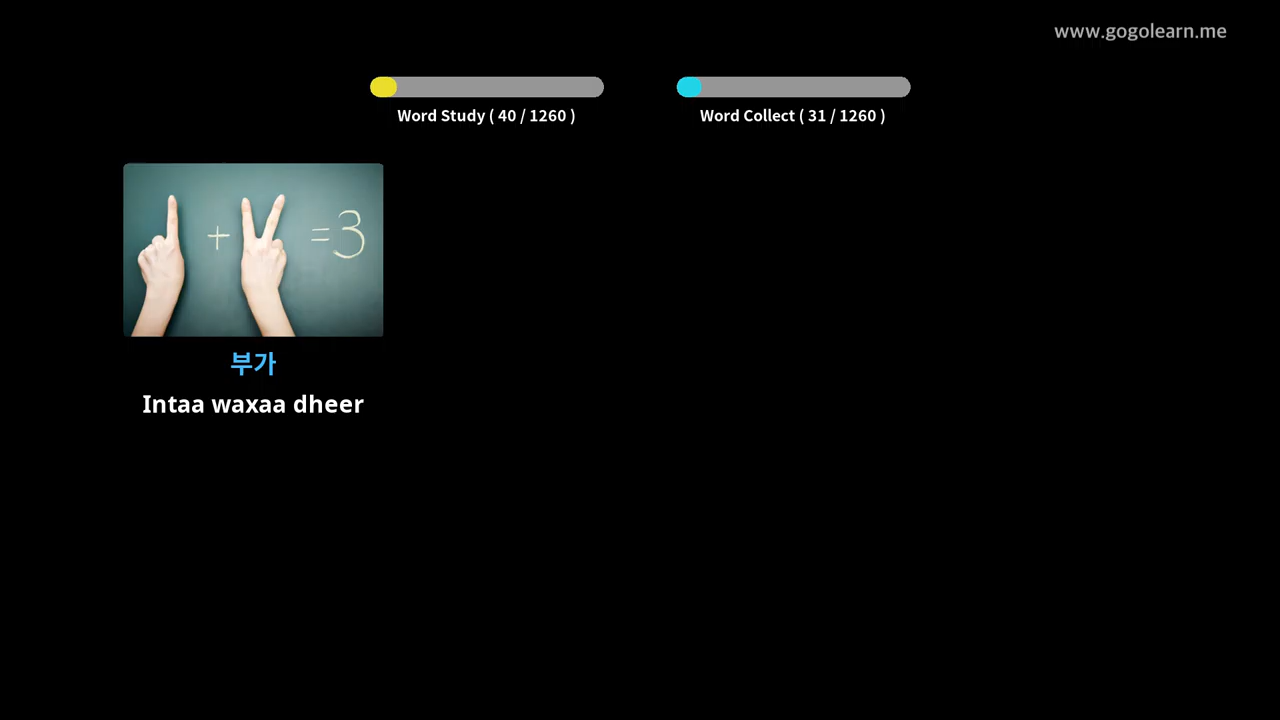 www.gogolearn.me
Word Study ( 40 / 1260 )
Word Collect ( 31 / 1260 )
+ =3
부가
Intaa waxaa dheer